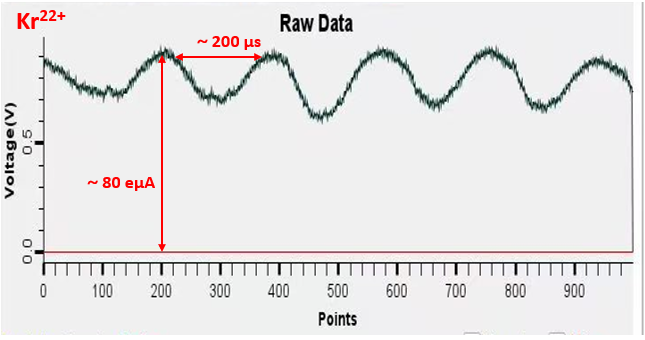 Kr22+
Raw Data
~ 200 µs
Voltage(V)
0.5
~ 80 eµA
0.0
0 100 200 300 400 500 600 700 800 900
Points